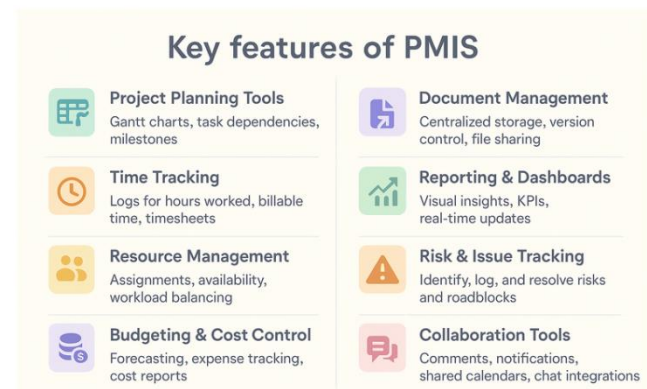 Key features of PMIS
Project Planning Tools
Gantt charts, task dependencies,
milestones
Time Tracking
Logs for hours worked, billable
time, timesheets
Resource Management
Assignments, availability,
workload balancing
Budgeting & Cost Control
Forecasting, expense tracking,
cost reports
Document Management
Centralized storage, version
control, file sharing
Reporting & Dashboards
Visual insights, KPIs,
real-time updates
Risk & Issue Tracking
Identify, log, and resolve risks
and roadblocks
Collaboration Tools
Comments, notifications,
shared calendars, chat integrations